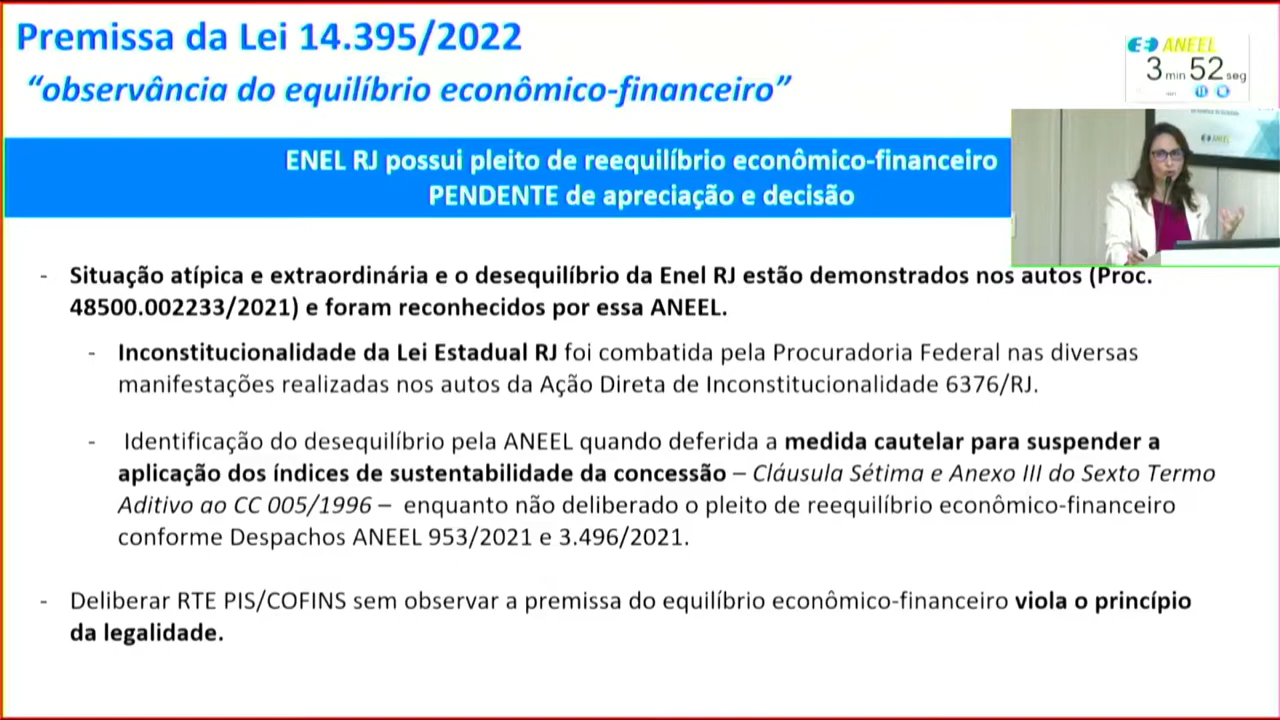 Premissa da Lei 14.395/2022
“observância do equilíbrio econômico-financeiro”
ANEEL
3 min 52 seg
ENEL RJ possui pleito de reequilíbrio econômico-financeiro
PENDENTE de apreciação e decisão
ANEEL
- Situação atípica e extraordinária e o desequilíbrio da Enel RJ estão demonstrados nos autos (Proc.
48500.002233/2021) e foram reconhecidos por essa ANEEL.
- Inconstitucionalidade da Lei Estadual RJ foi combatida pela Procuradoria Federal nas diversas
manifestações realizadas nos autos da Ação Direta de Inconstitucionalidade 6376/RJ.
- Identificação do desequilíbrio pela ANEEL quando deferida a medida cautelar para suspender a
aplicação dos índices de sustentabilidade da concessão – Cláusula Sétima e Anexo III do Sexto Termo
Aditivo ao CC 005/1996 – enquanto não deliberado o pleito de reequilíbrio econômico-financeiro
conforme Despachos ANEEL 953/2021 e 3.496/2021.
- Deliberar RTE PIS/COFINS sem observar a premissa do equilíbrio econômico-financeiro viola o princípio
da legalidade.